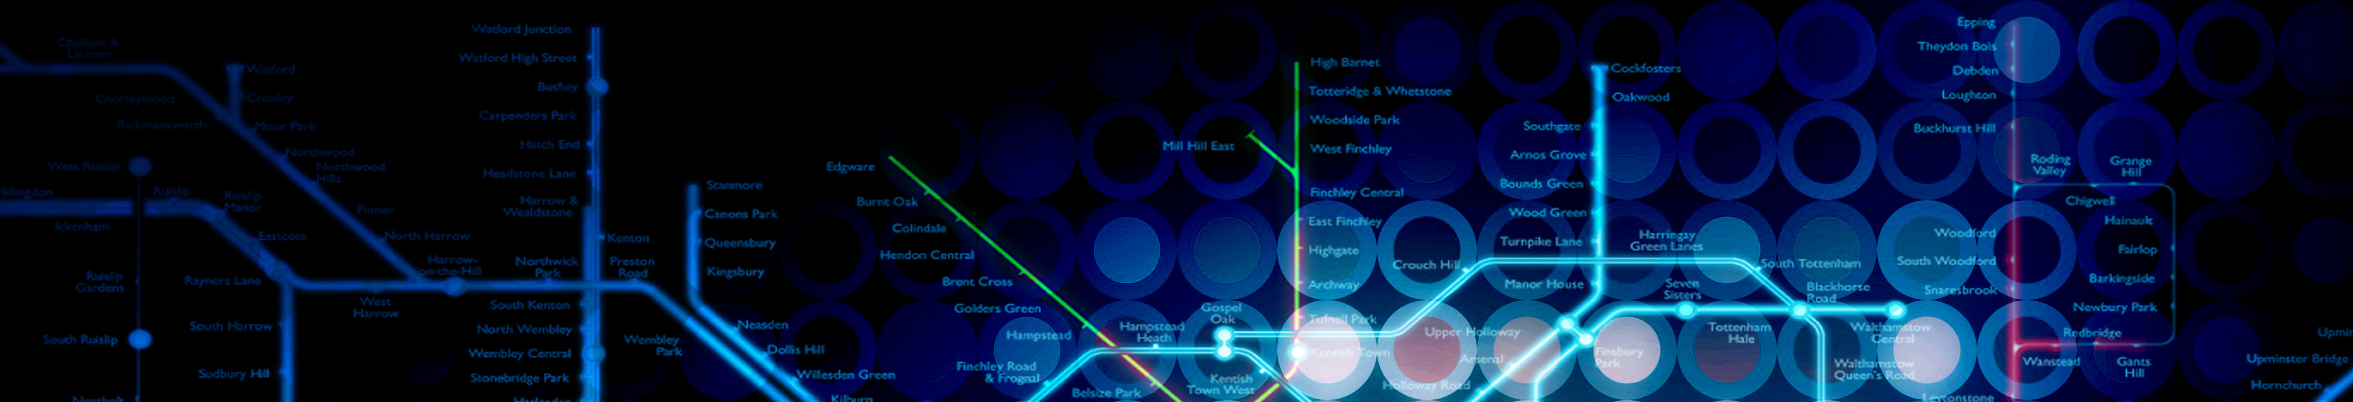 Chalfont &
Latimer
Watford
Croxley
Chorleywood
Rickmansworth
Moor Park
Northwood
Northwood
Hills
West Ruislip
Hillingdon
Ruislip
Ruislip
Manor
Ickenham
Eastcote
Pinner
North Harrow
Harrow-
on-the-Hill
Ruislip
Gardens
Rayners Lane
West
Harrow
South Harrow
South Ruislip
Sudbury Hill
Watford Junction
Watford High Street
Bushey
Carpenders Park
Hatch End
Headstone Lane
Harrow &
Wealdstone
Kenton
Northwick
Park
Preston
Road
South Kenton
North Wembley
Wembley Central
Stonebridge Park
Harlesden
Wembley
Park
Stanmore
Canons Park
Queensbury
Kingsbury
Neasden
Dollis Hill
Willesden Green
Kilburn
Edgware
Burnt Oak
Colindale
Hendon Central
Brent Cross
Golders Green
Hampstead
Hampstead
Heath
Finchley Road
& Frognal
Belsize Park
Gospel
Oak
Kentish
Town West
Mill Hill East
High Barnet
Totteridge & Whetstone
Woodside Park
West Finchley
Finchley Central
East Finchley
Highgate
Archway
Tufnell Park
Kentish Town
Crouch Hill
Upper Holloway
Arsenal
Holloway Road
Cockfosters
Oakwood
Southgate
Arnos Grove
Bounds Green
Wood Green
Turnpike Lane
Manor House
Finsbury
Park
Harringay
Green Lanes
Seven
Sisters
South Tottenham
Blackhorse
Road
Tottenham
Hale
Walthamstow
Central
Walthamstow
Queen's Road
Epping
Theydon Bois
Debden
Loughton
Buckhurst Hill
Roding
Valley
Grange
Hill
Chigwell
Hainault
Woodford
Fairlop
South Woodford
Barkingside
Snaresbrook
Newbury Park
Redbridge
Wanstead
Gants
Hill
Leytonstone
Upminster Bridge
Hornchurch